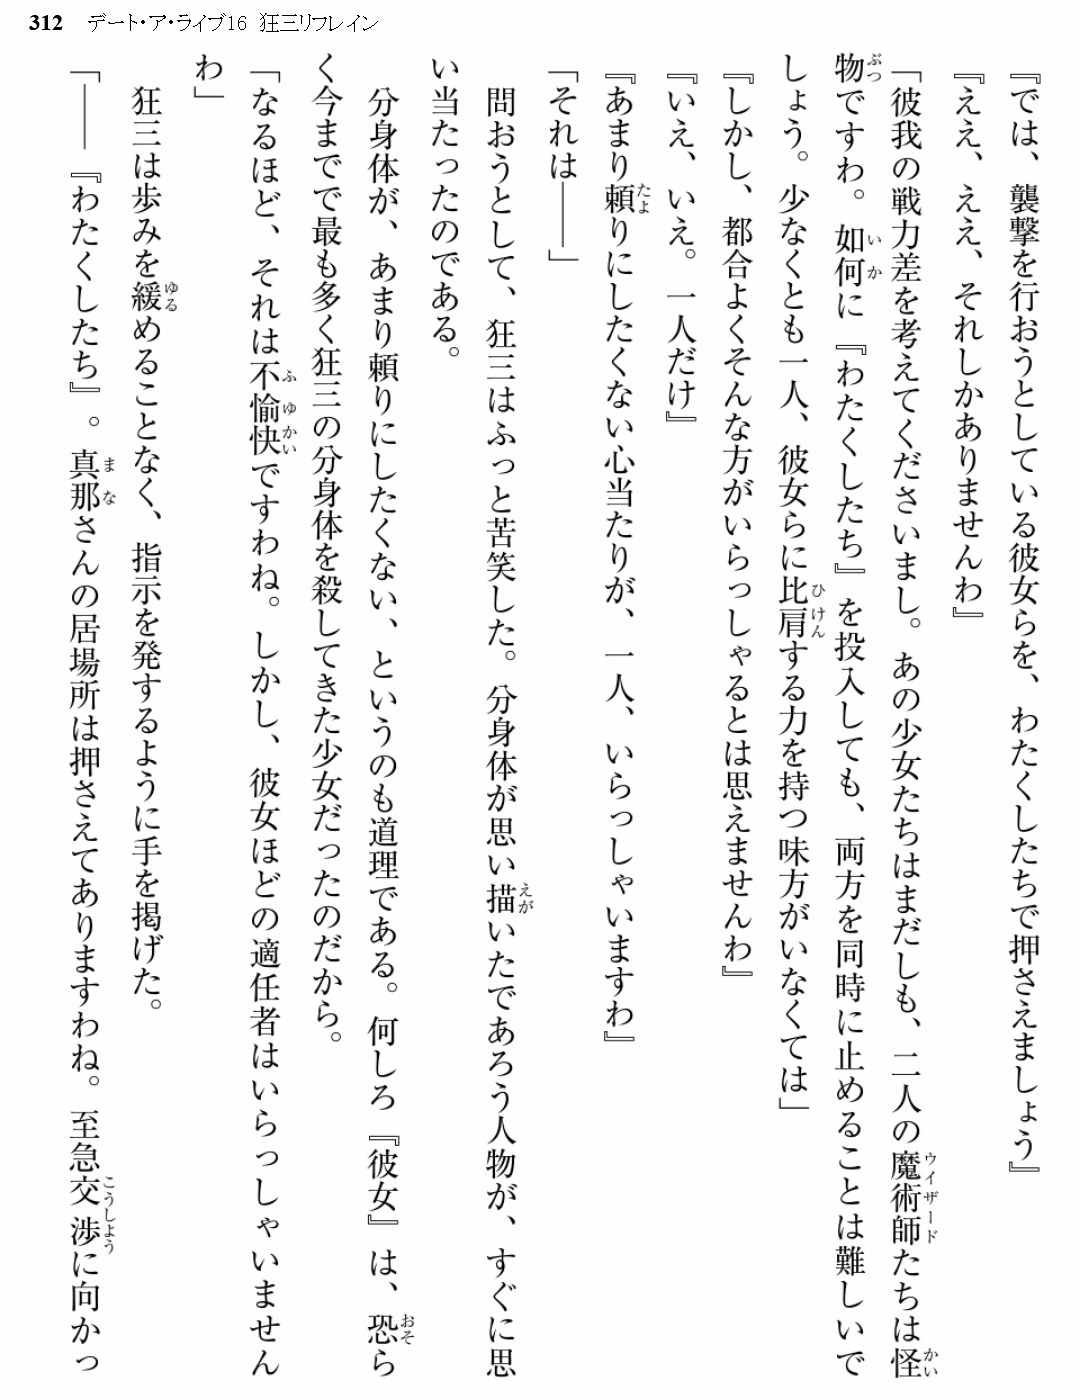 312 デート・ア・ライブ16 狂三リフレイン
『では、襲撃を行おうとしている彼女らを、わたくしたちで押さえましょう』
『ええ、ええ、それしかありませんわ』
「彼我の戦力差を考えてくださいまし。あの少女たちはまだしも、二人の魔術師たちは怪
物ですわ。如何に『わたくしたち』を投入しても、両方を同時に止めることは難しいで
しょう。少なくとも一人、彼女らに比肩する力を持つ味方がいなくては」
『しかし、都合よくそんな方がいらっしゃるとは思えませんわ』
『いえ、いえ。一人だけ』
『あまり頼りにしたくない心当たりが、一人、いらっしゃいますわ』
「それは――」
問おうとして、狂三はふっと苦笑した。分身体が思い描いたであろう人物が、すぐに思
い当たったのである。
分身体が、あまり頼りにしたくない、というのも道理である。何しろ『彼女』は、恐ら
く今までで最も多く狂三の分身体を殺してきた少女だったのだから。
「なるほど、それは不愉快ですわね。しかし、彼女ほどの適任者はいらっしゃいません
わ」
狂三は歩みを緩めることなく、指示を発するように手を掲げた。
「――『わたくしたち』。真那さんの居場所は押さえてありますわね。至急交渉に向かっ